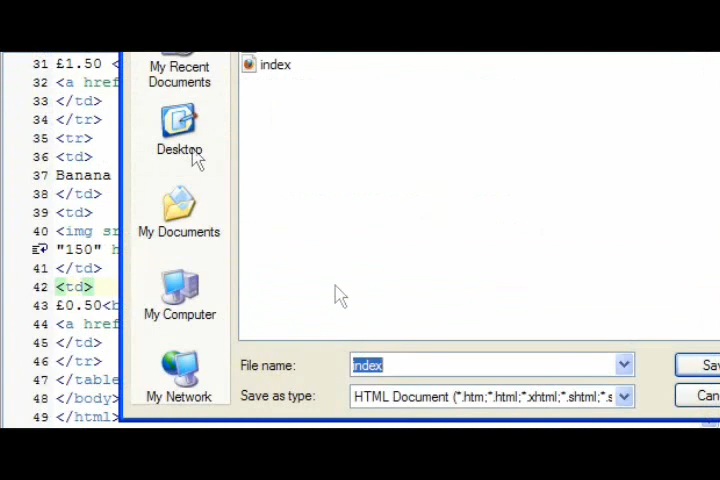 31 £1.50 <
32 <a href
33 </td>
34 </tr>
35 <tr>
36 <td>
37 Banana
38 </td>
39 <td>
40 <img sr
"150" h
41 </td>
42 <td>
43 £0.50<b
44 <a href
45 </td>
46 </tr>
47 </table
48 </body>
49 </html>
My Recent
Documents
Desktop
My Documents
My Computer
My Network
index
File name:
index
Sav
Save as type:
HTML Document (*.htm;*.html;*.xhtml;*.shtml;*.s
Can